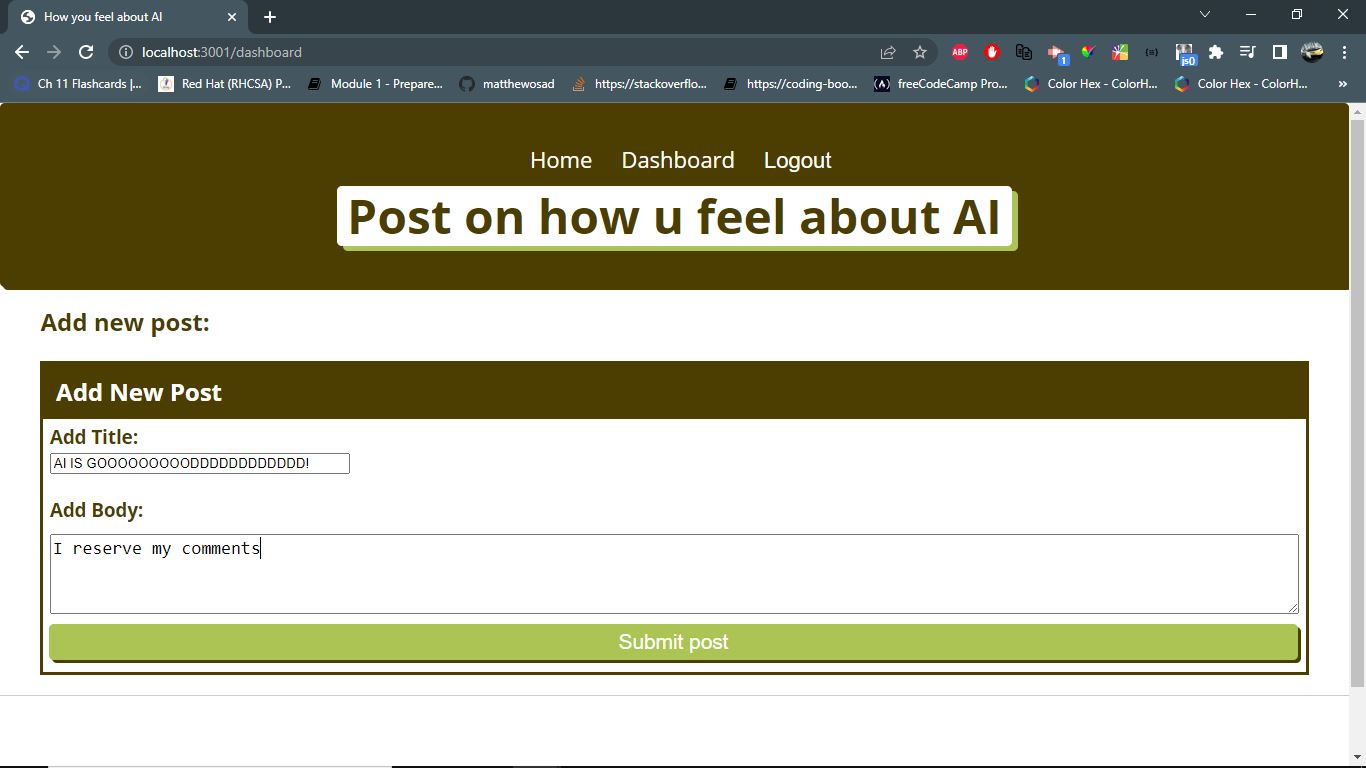 How you feel about AI
localhost:3001/dashboard
ABP
1
js()
Ch 11 Flashcards |...
Red Hat (RHCSA) P...
Module 1 - Prepare...
matthewosad
https://stackoverflo...
https://coding-boo...
freeCodeCamp Pro...
Color Hex - ColorH...
Color Hex - ColorH...
»
Home Dashboard Logout
Post on how u feel about AI
Add new post:
Add New Post
Add Title:
AI IS GOOOOOOOOODDDDDDDDDDDD!
Add Body:
I reserve my comments
Submit post